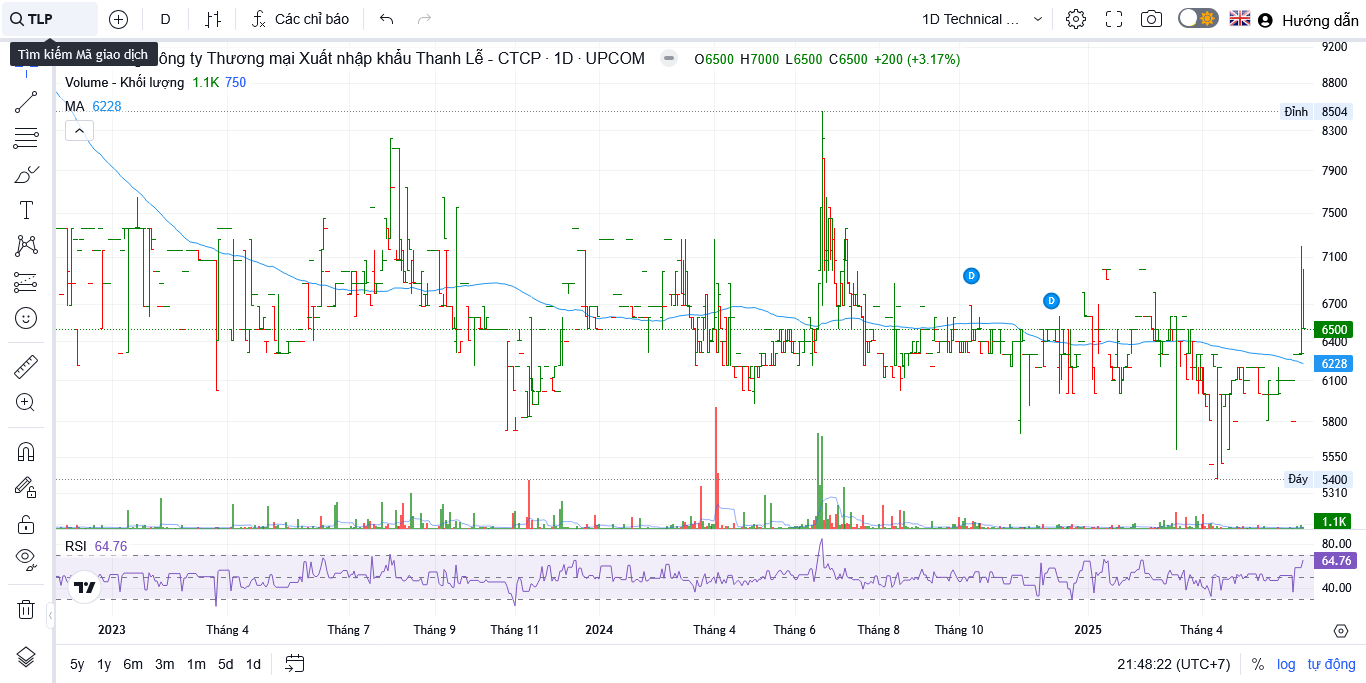 TLP
D
Các chỉ báo
1D Technical ...
Hướng dẫn
Tìm kiếm Mã giao dịch
ông ty Thương mại Xuất nhập khẩu Thanh Lễ - CTCP · 1D · UPCOM
O6500 H7000 L6500 C6500 +200 (+3.17%)
Volume - Khối lượng 1.1K 750
MA 6228
9200
8800
Đỉnh 8504
8300
7900
7500
7100
6700
6500
6400
6228
6100
5800
5550
Đáy 5400
5310
1.1K
D
D
RSI 64.76
80.00
64.76
40.00
2023 Tháng 4 Tháng 7 Tháng 9 Tháng 11 2024 Tháng 4 Tháng 6 Tháng 8 Tháng 10 2025 Tháng 4
5y 1y 6m 3m 1m 5d 1d
21:48:22 (UTC+7) % log tự động